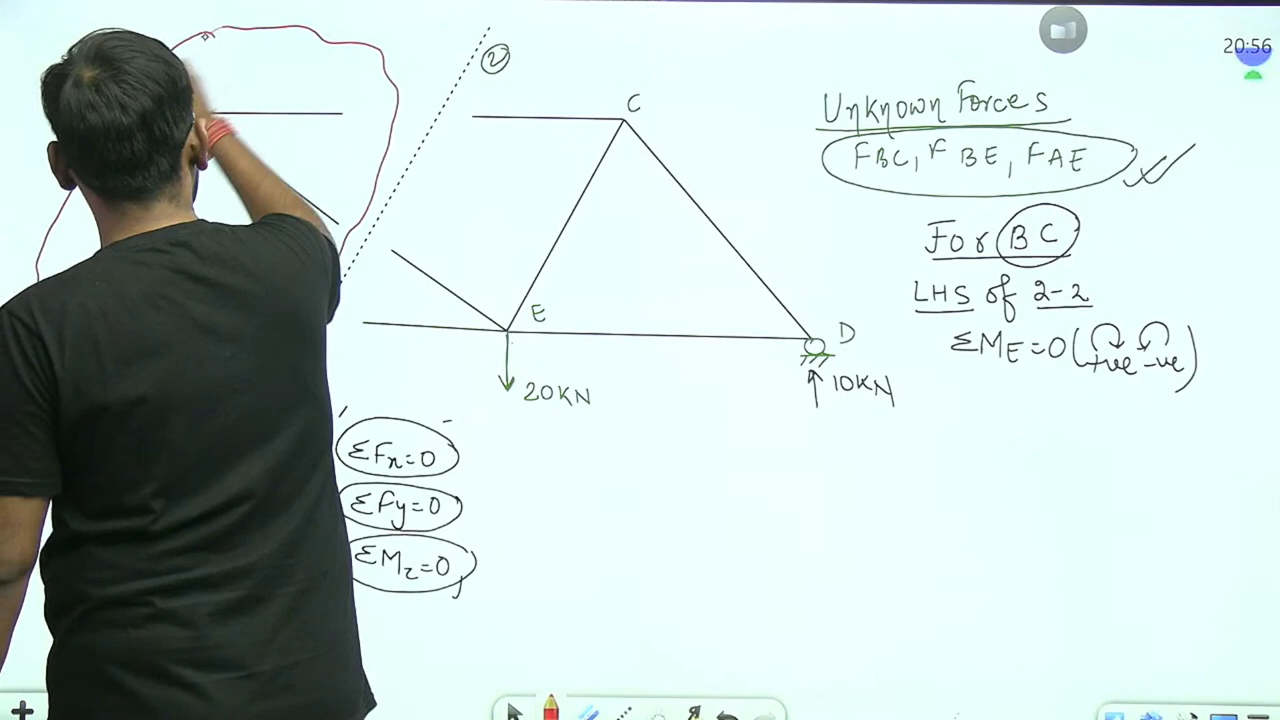 20:56
2
C
Unknown Forces
FBC, F BE, FAE
For BC
LHS of 2-2
ΣME=0 (+ve -ve)
E
D
20KN
10KN
ΣFx=0
ΣFy=0
ΣMz=0